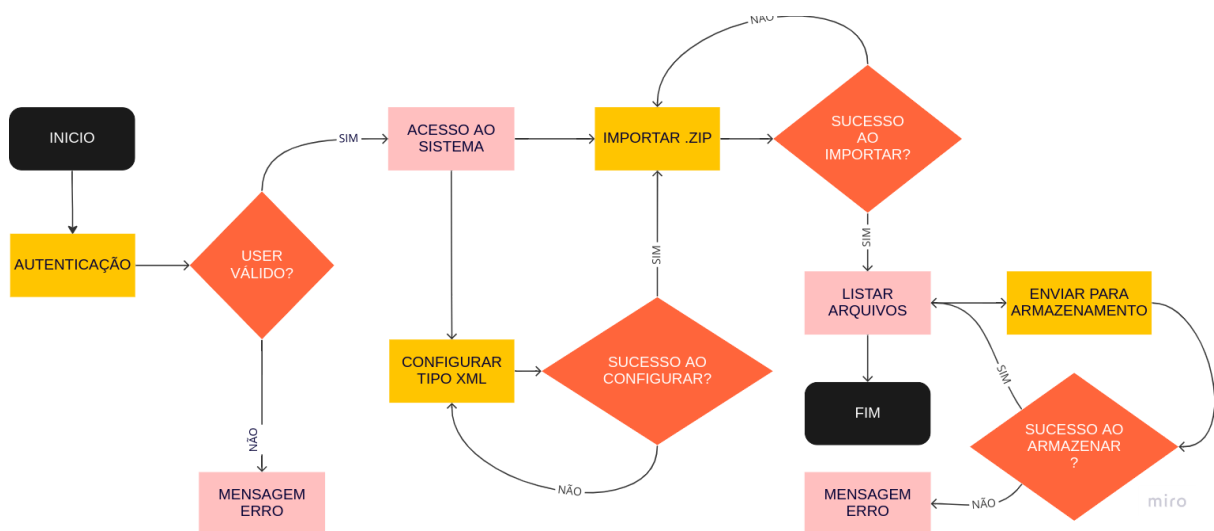 NÃO
INICIO
SIM
ACESSO AO
SISTEMA
IMPORTAR .ZIP
SUCESSO
AO
IMPORTAR?
AUTENTICAÇÃO
USER
VÁLIDO?
SIM
SIM
LISTAR
ARQUIVOS
ENVIAR PARA
ARMAZENAMENTO
CONFIGURAR
TIPO XML
SUCESSO AO
CONFIGURAR?
SIM
FIM
NÃO
SUCESSO AO
ARMAZENAR
?
NÃO
MENSAGEM
ERRO
MENSAGEM
ERRO
NÃO
miro